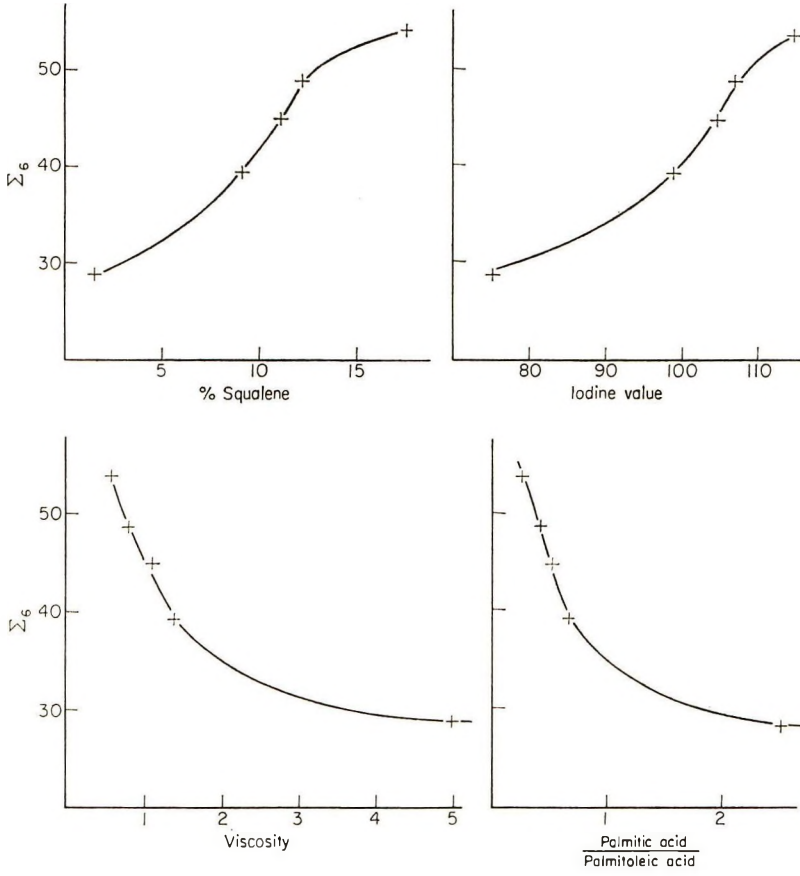 50
40
Σ6
30
5 10 15
% Squalene
80 90 100 110
Iodine value
50
Σ6 40
30
1 2 3 4 5
Viscosity
1 2
Palmitic acid
Palmitoleic acid